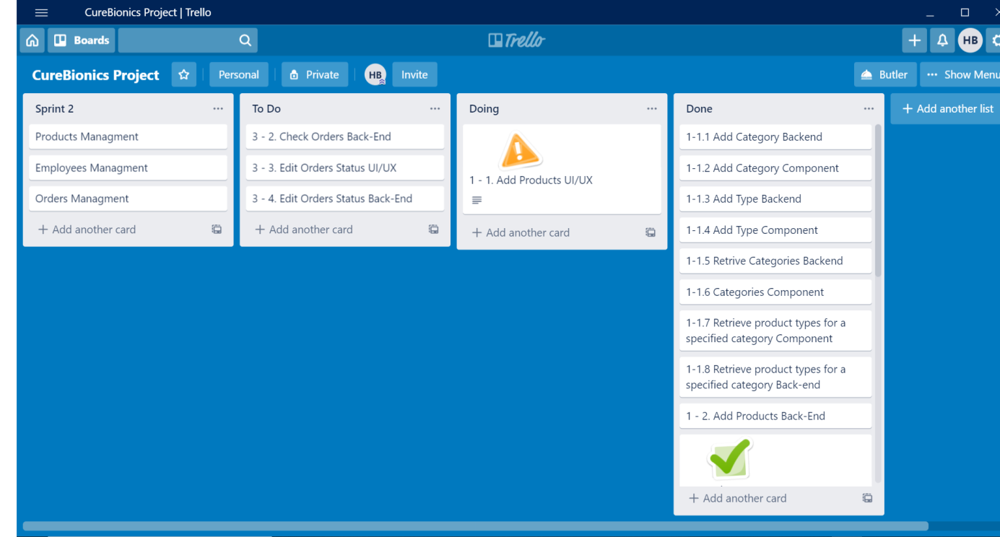 CureBionics Project | Trello
Boards
Trello
HB
CureBionics Project
Personal
Private
HB
Invite
Butler
Show Menu
Sprint 2
Products Managment
Employees Managment
Orders Managment
Add another card
To Do
3 - 2. Check Orders Back-End
3 - 3. Edit Orders Status UI/UX
3 - 4. Edit Orders Status Back-End
Add another card
Doing
1 - 1. Add Products UI/UX
Add another card
Done
1-1.1 Add Category Backend
1-1.2 Add Category Component
1-1.3 Add Type Backend
1-1.4 Add Type Component
1-1.5 Retrive Categories Backend
1-1.6 Categories Component
1-1.7 Retrieve product types for a
specified category Component
1-1.8 Retrieve product types for a
specified category Back-end
1 - 2. Add Products Back-End
Add another card
Add another list